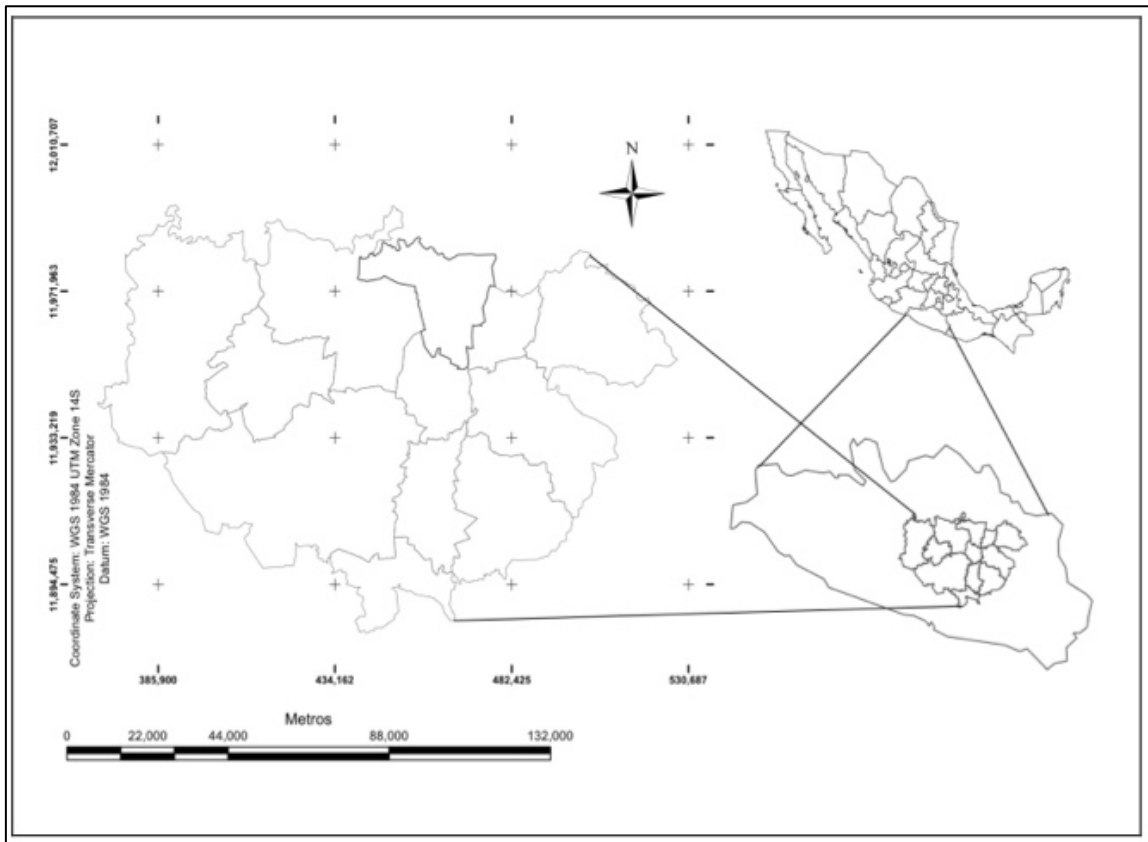 N
12,010,707
11,971,963
11,933,219
11,894,475
Coordinate System: WGS 1984 UTM Zone 14S
Projection: Transverse Mercator
Datum: WGS 1984
385,900
434,162
482,425
530,687
Metros
0
22,000
44,000
88,000
132,000